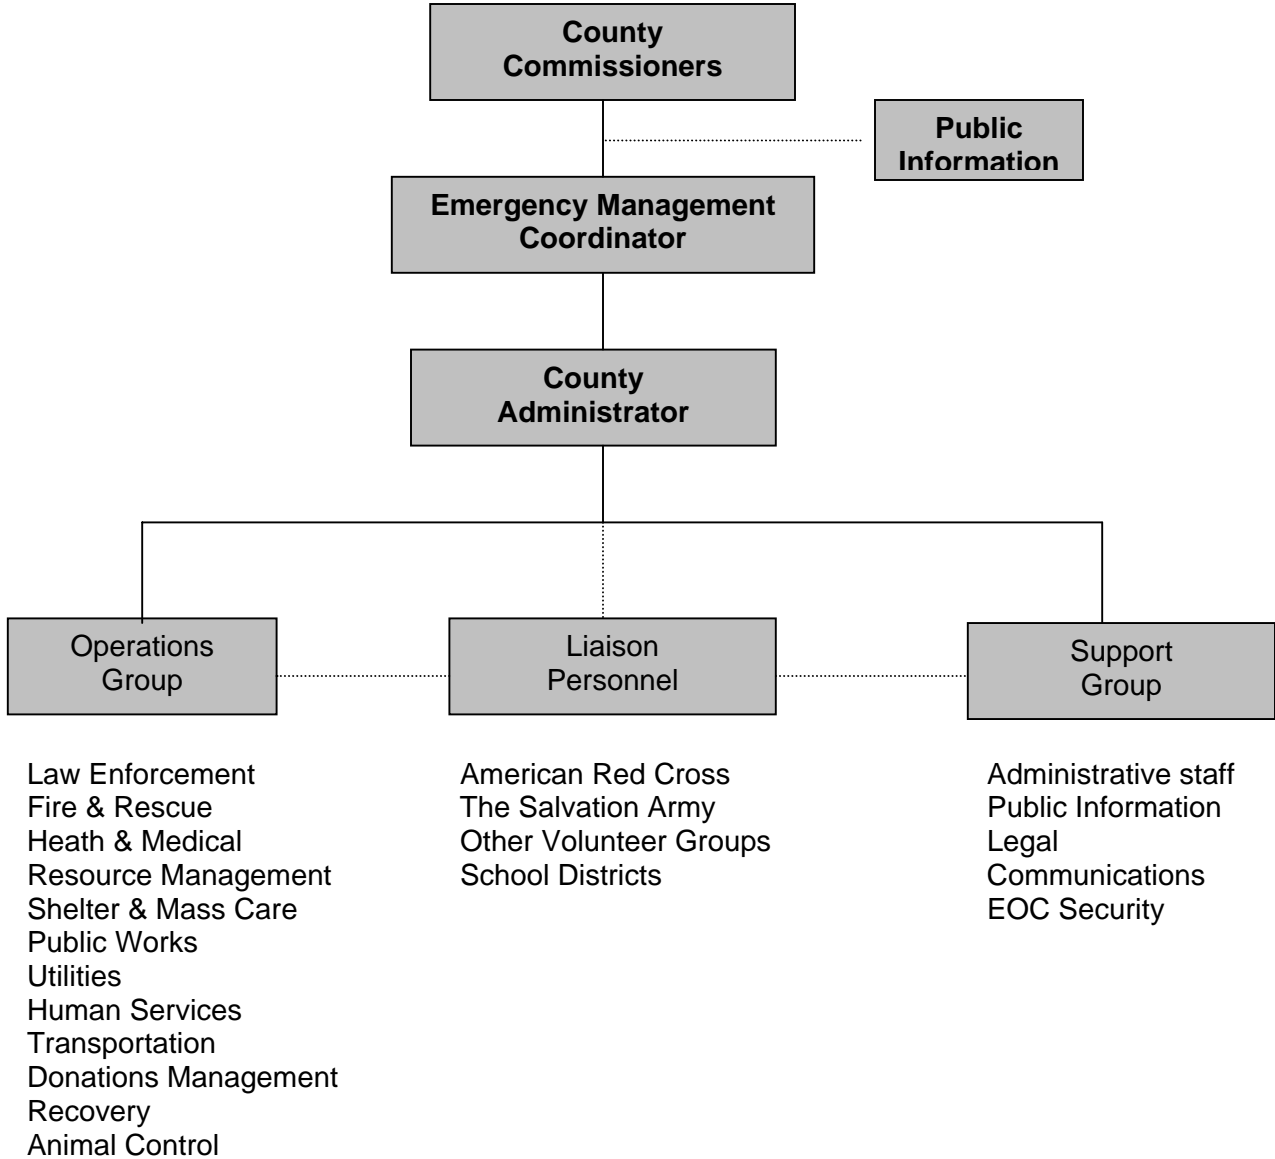 County
Commissioners
Public
Information
Emergency Management
Coordinator
County
Administrator
Operations
Group
Liaison
Personnel
Support
Group
Law Enforcement
Fire & Rescue
Heath & Medical
Resource Management
Shelter & Mass Care
Public Works
Utilities
Human Services
Transportation
Donations Management
Recovery
Animal Control
American Red Cross
The Salvation Army
Other Volunteer Groups
School Districts
Administrative staff
Public Information
Legal
Communications
EOC Security